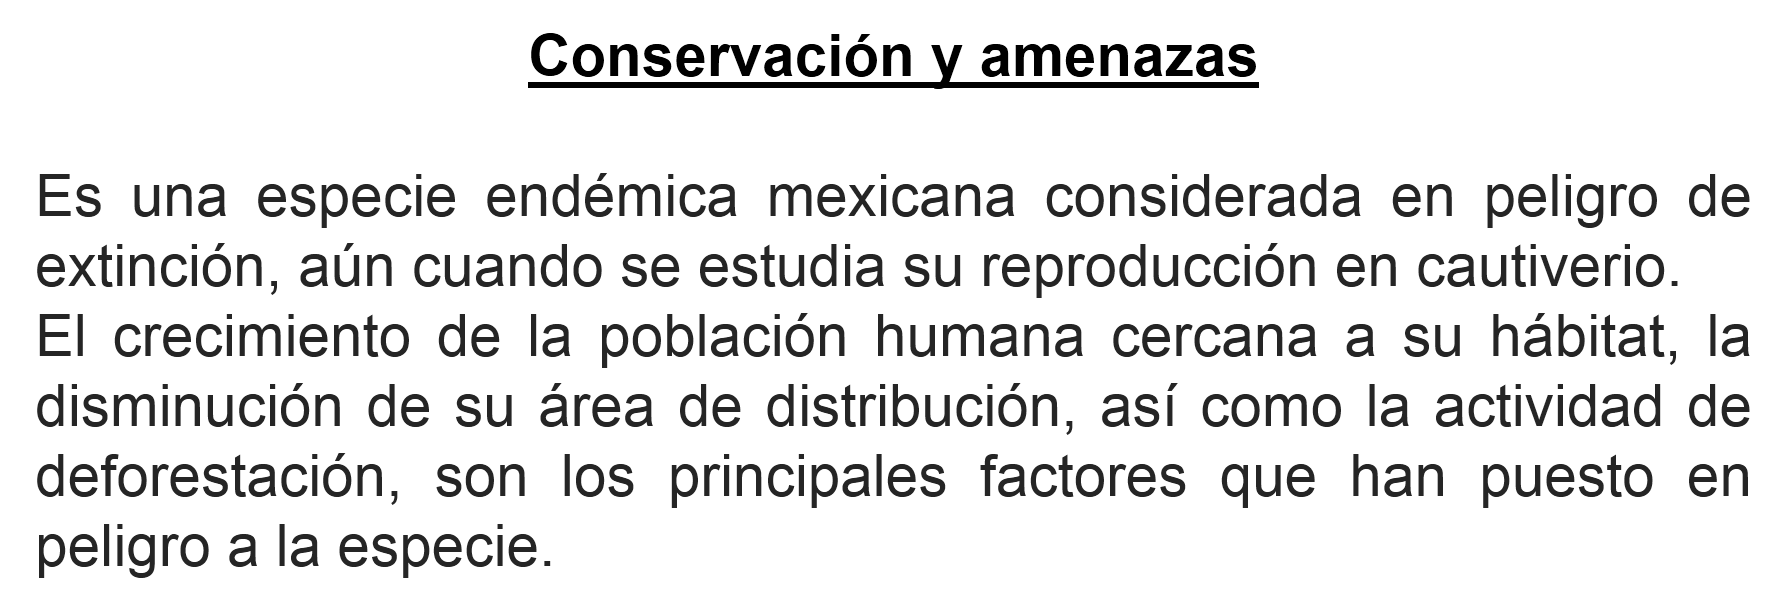 Conservación y amenazas
Es una especie endémica mexicana considerada en peligro de
extinción, aún cuando se estudia su reproducción en cautiverio.
El crecimiento de la población humana cercana a su hábitat, la
disminución de su área de distribución, así como la actividad de
deforestación, son los principales factores que han puesto en
peligro a la especie.